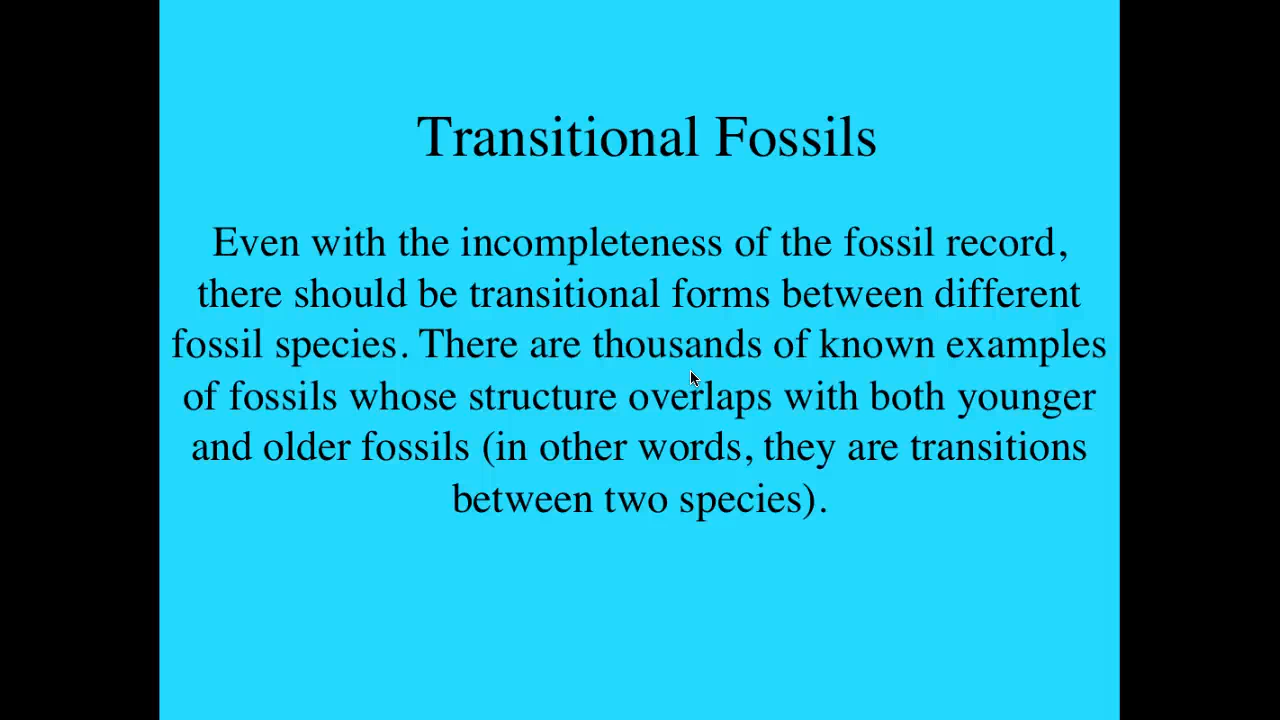 Transitional Fossils
Even with the incompleteness of the fossil record,
there should be transitional forms between different
fossil species. There are thousands of known examples
of fossils whose structure overlaps with both younger
and older fossils (in other words, they are transitions
between two species).